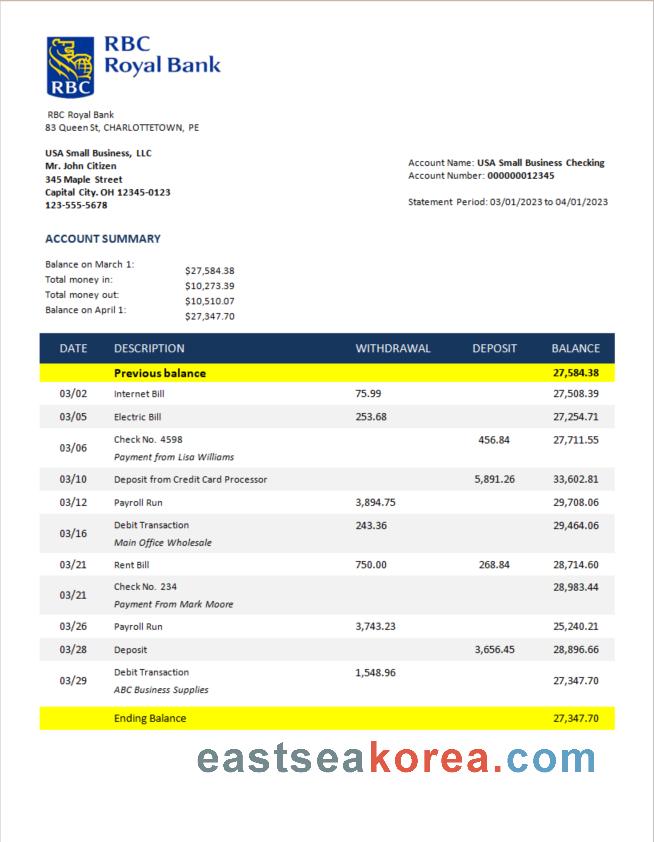 RBC
Royal Bank
RBC
RBC Royal Bank
83 Queen St, CHARLOTTETOWN, PE
USA Small Business, LLC
Mr. John Citizen
345 Maple Street
Capital City. OH 12345-0123
123-555-5678
Account Name: USA Small Business Checking
Account Number: 000000012345
Statement Period: 03/01/2023 to 04/01/2023
ACCOUNT SUMMARY
Balance on March 1: $27,584.38
Total money in: $10,273.39
Total money out: $10,510.07
Balance on April 1: $27,347.70
DATE DESCRIPTION WITHDRAWAL DEPOSIT BALANCE
Previous balance 27,584.38
03/02 Internet Bill 75.99 27,508.39
03/05 Electric Bill 253.68 27,254.71
03/06 Check No. 4598 456.84 27,711.55
Payment from Lisa Williams
03/10 Deposit from Credit Card Processor 5,891.26 33,602.81
03/12 Payroll Run 3,894.75 29,708.06
03/16 Debit Transaction 243.36 29,464.06
Main Office Wholesale
03/21 Rent Bill 750.00 268.84 28,714.60
03/21 Check No. 234 28,983.44
Payment From Mark Moore
03/26 Payroll Run 3,743.23 25,240.21
03/28 Deposit 3,656.45 28,896.66
03/29 Debit Transaction 1,548.96 27,347.70
ABC Business Supplies
Ending Balance 27,347.70
eastseakorea.com